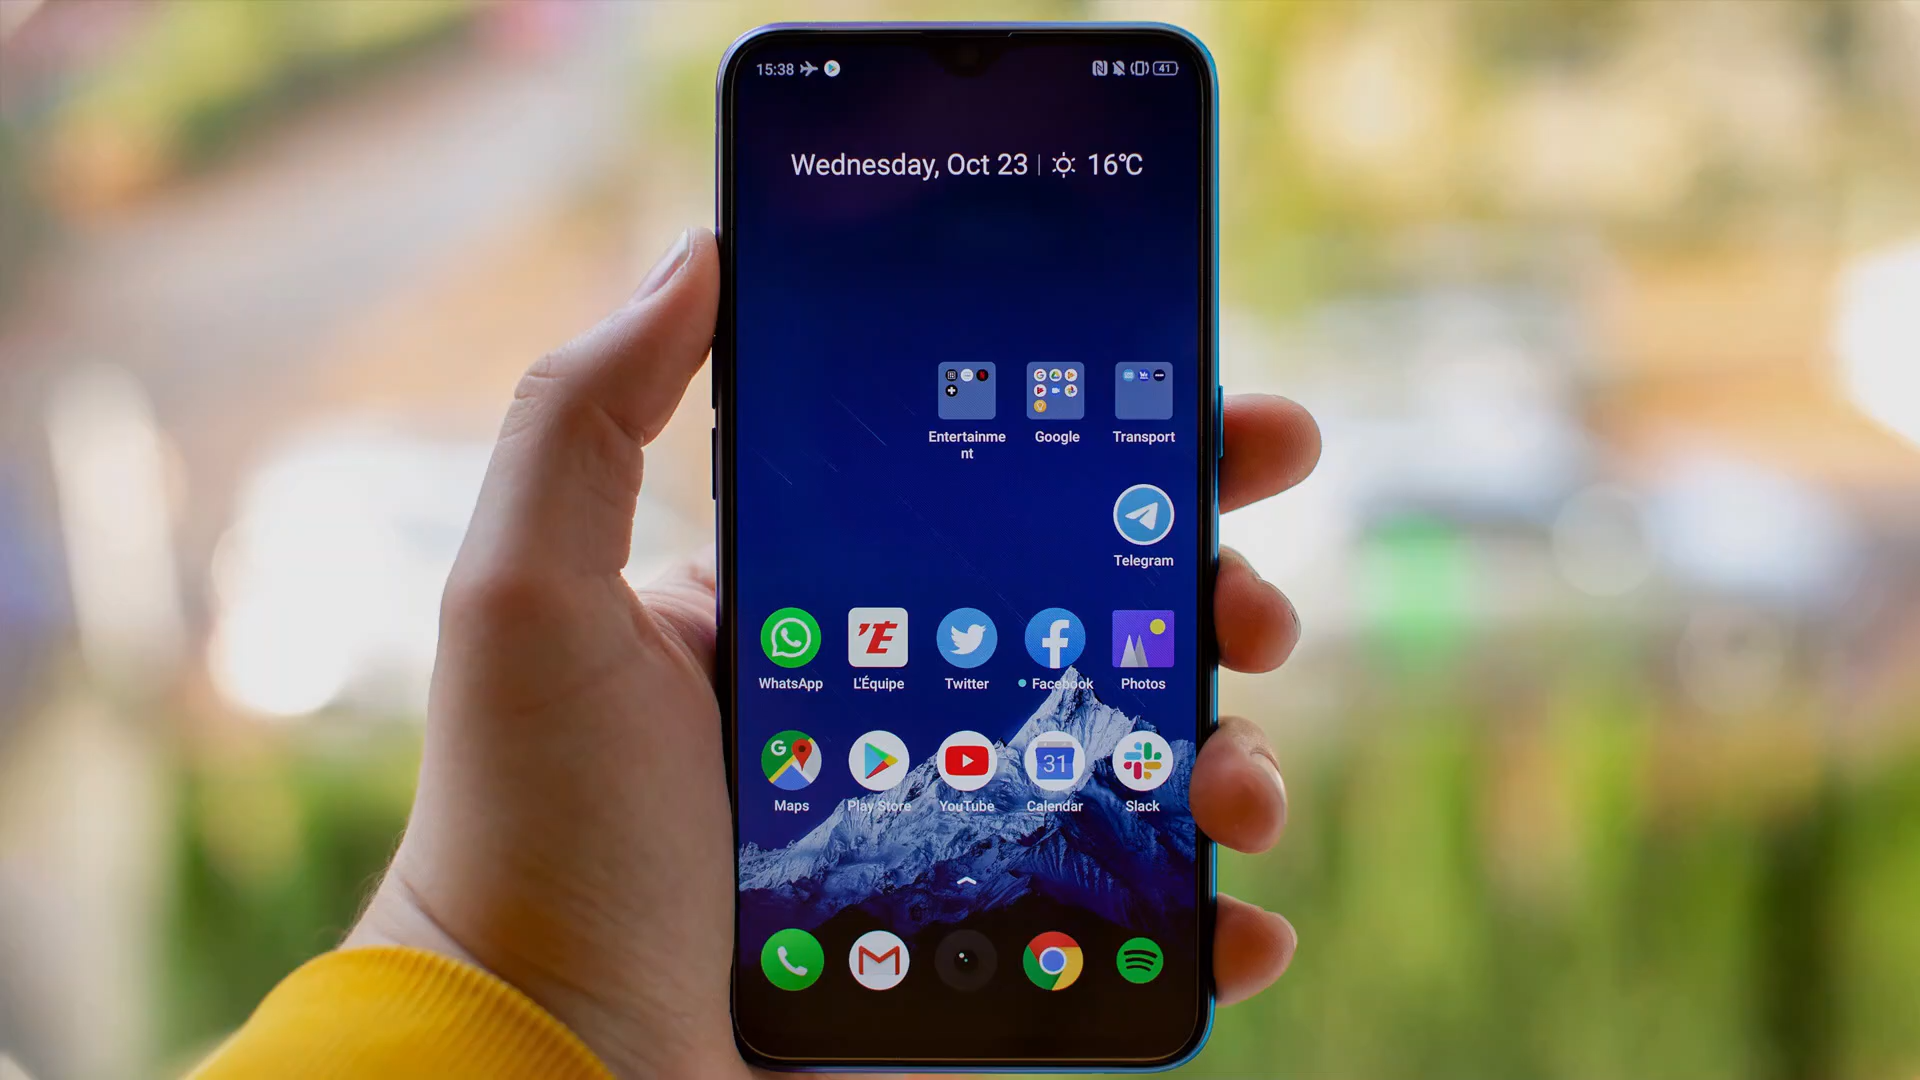 15:38
41
Wednesday, Oct 23 | 16℃
Entertainme
nt
Google
Transport
Telegram
'É
WhatsApp
L'Équipe
Twitter
Facebook
Photos
G
31
Maps
Play Store
YouTube
Calendar
Slack